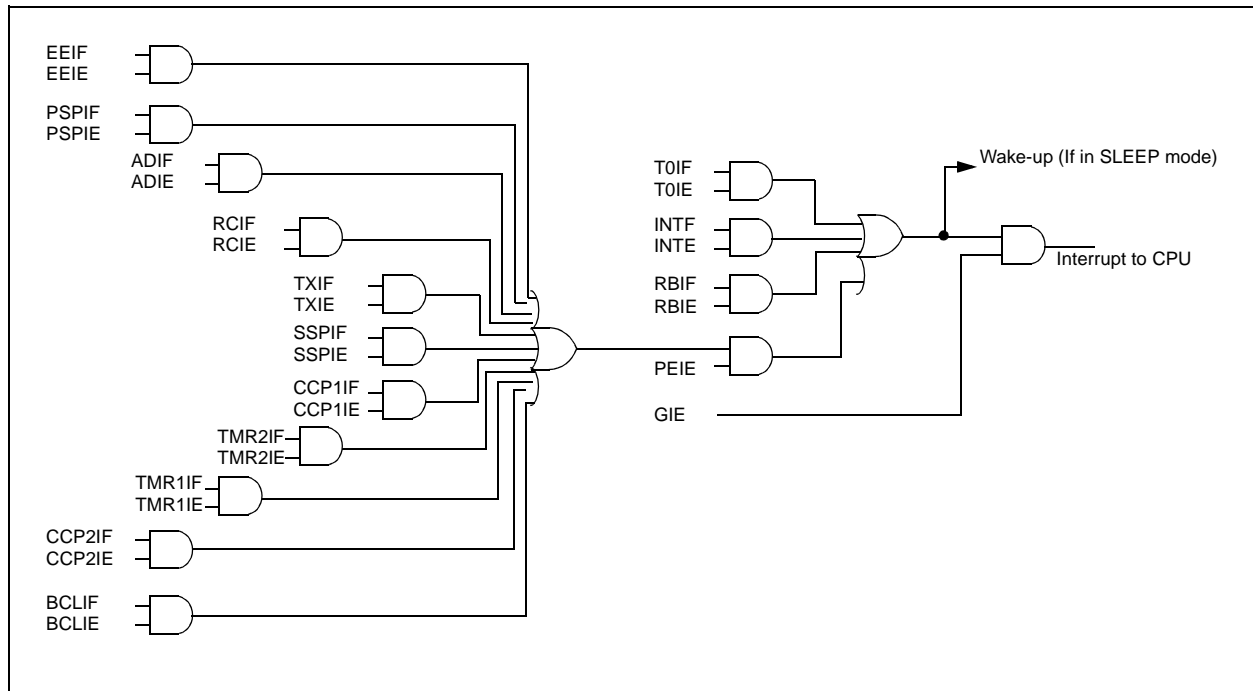 EEIF
EEIE
PSPIF
PSPIE
ADIF
ADIE
RCIF
RCIE
TXIF
TXIE
SSPIF
SSPIE
CCP1IF
CCP1IE
TMR2IF
TMR2IE
TMR1IF
TMR1IE
CCP2IF
CCP2IE
BCLIF
BCLIE
T0IF
T0IE
INTF
INTE
RBIF
RBIE
PEIE
GIE
Wake-up (If in SLEEP mode)
Interrupt to CPU